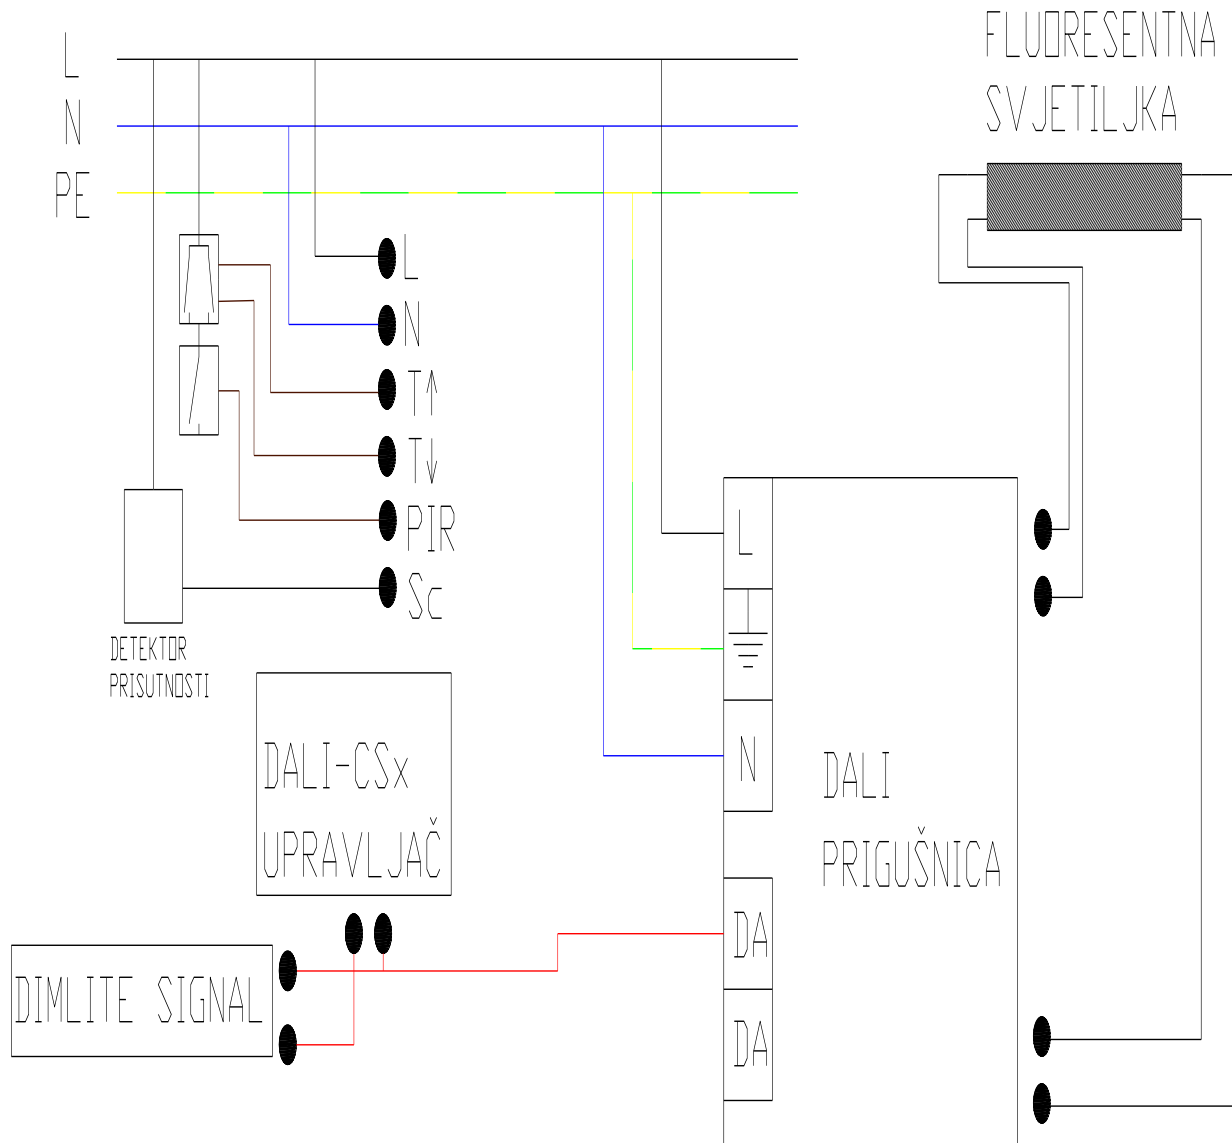 L
N
PE
FLUORESENTNA
SVJETILJKA
L
N
T↑
T↓
PIR
Sc
DETEKTOR
PRISUTNOSTI
DALI-CSx
UPRAVLJAČ
DIMLITE SIGNAL
L
N
DA
DA
DALI
PRIGUŠNICA